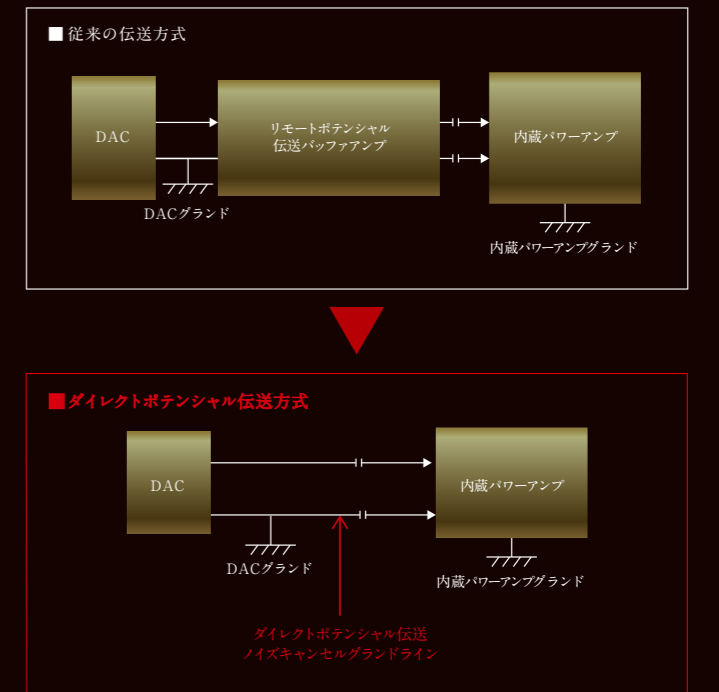 ■従来の伝送方式
DAC
リモートポテンシャル
伝送バッファアンプ
内蔵パワーアンプ
DACグランド
内蔵パワーアンプグランド
■ダイレクトポテンシャル伝送方式
DAC
内蔵パワーアンプ
DACグランド
内蔵パワーアンプグランド
ダイレクトポテンシャル伝送
ノイズキャンセルグランドライン